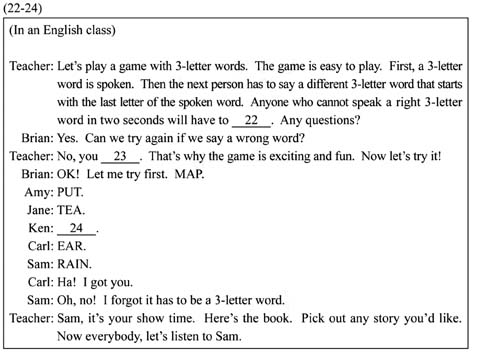 (22-24)
(In an English class)
Teacher: Let's play a game with 3-letter words. The game is easy to play. First, a 3-letter
word is spoken. Then the next person has to say a different 3-letter word that starts
with the last letter of the spoken word. Anyone who cannot speak a right 3-letter
word in two seconds will have to 22 . Any questions?
Brian: Yes. Can we try again if we say a wrong word?
Teacher: No, you 23 . That's why the game is exciting and fun. Now let's try it!
Brian: OK! Let me try first. MAP.
Amy: PUT.
Jane: TEA.
Ken: 24 .
Carl: EAR.
Sam: RAIN.
Carl: Ha! I got you.
Sam: Oh, no! I forgot it has to be a 3-letter word.
Teacher: Sam, it's your show time. Here's the book. Pick out any story you'd like.
Now everybody, let's listen to Sam.